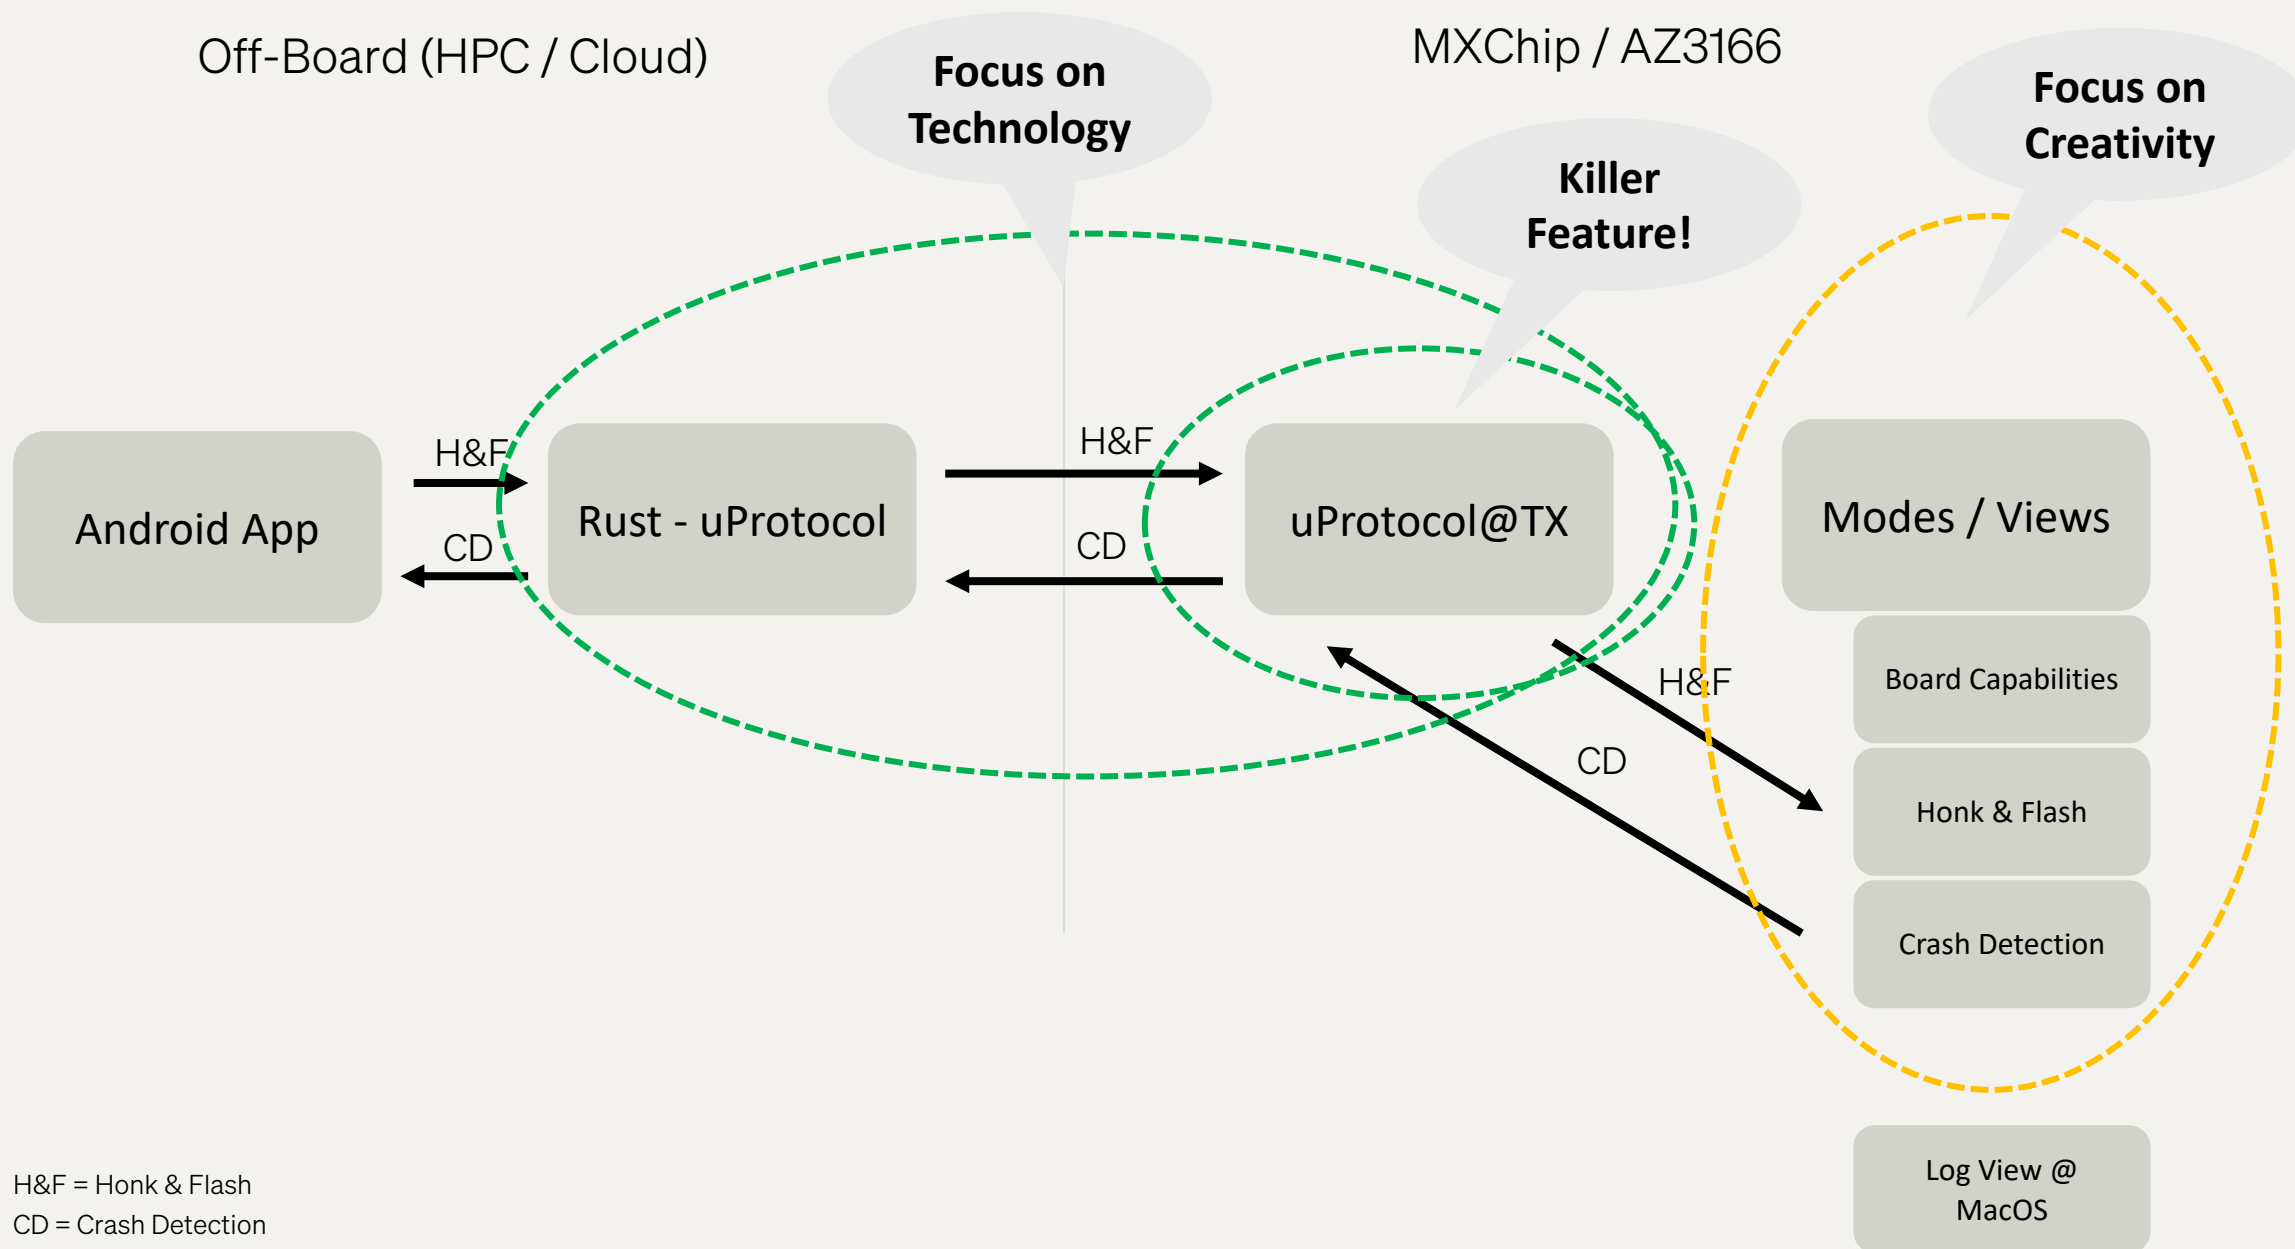 Off-Board (HPC / Cloud)
MXChip / AZ3166
Focus on
Technology
Killer
Feature!
Focus on
Creativity
Android App
H&F
CD
Rust - uProtocol
H&F
CD
uProtocol@TX
H&F
CD
Modes / Views
Board Capabilities
Honk & Flash
Crash Detection
Log View @
MacOS
H&F = Honk & Flash
CD = Crash Detection